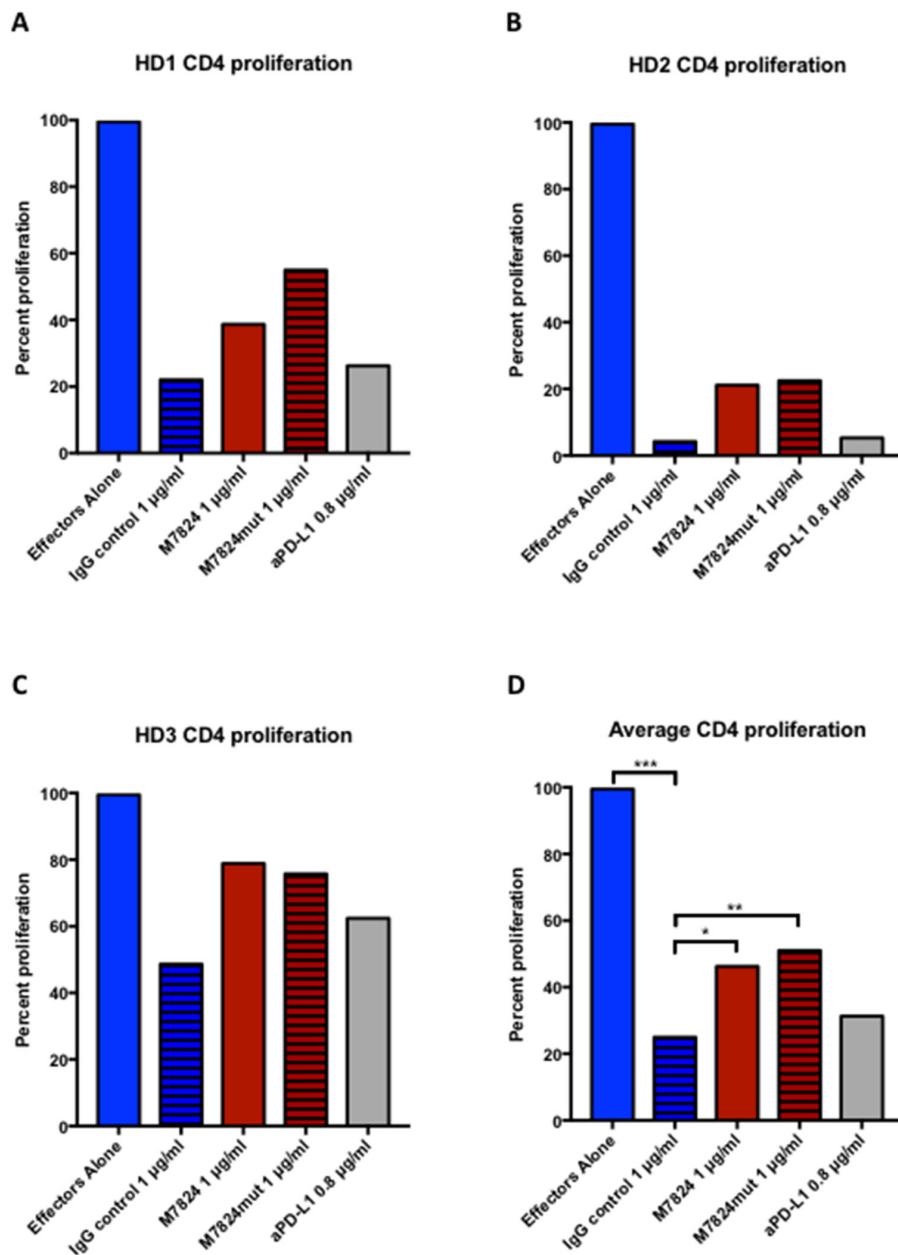 A
HD1 CD4 proliferation
Percent proliferation
100
80
60
40
20
0
Effectors Alone
IgG control 1 µg/ml
M7824 1 µg/ml
M7824mut 1 µg/ml
aPD-L1 0.8 µg/ml
B
HD2 CD4 proliferation
Percent proliferation
100
80
60
40
20
0
Effectors Alone
IgG control 1 µg/ml
M7824 1 µg/ml
M7824mut 1 µg/ml
aPD-L1 0.8 µg/ml
C
HD3 CD4 proliferation
Percent proliferation
100
80
60
40
20
0
Effectors Alone
IgG control 1 µg/ml
M7824 1 µg/ml
M7824mut 1 µg/ml
aPD-L1 0.8 µg/ml
D
Average CD4 proliferation
Percent proliferation
100
80
60
40
20
0
***
**
*
Effectors Alone
IgG control 1 µg/ml
M7824 1 µg/ml
M7824mut 1 µg/ml
aPD-L1 0.8 µg/ml